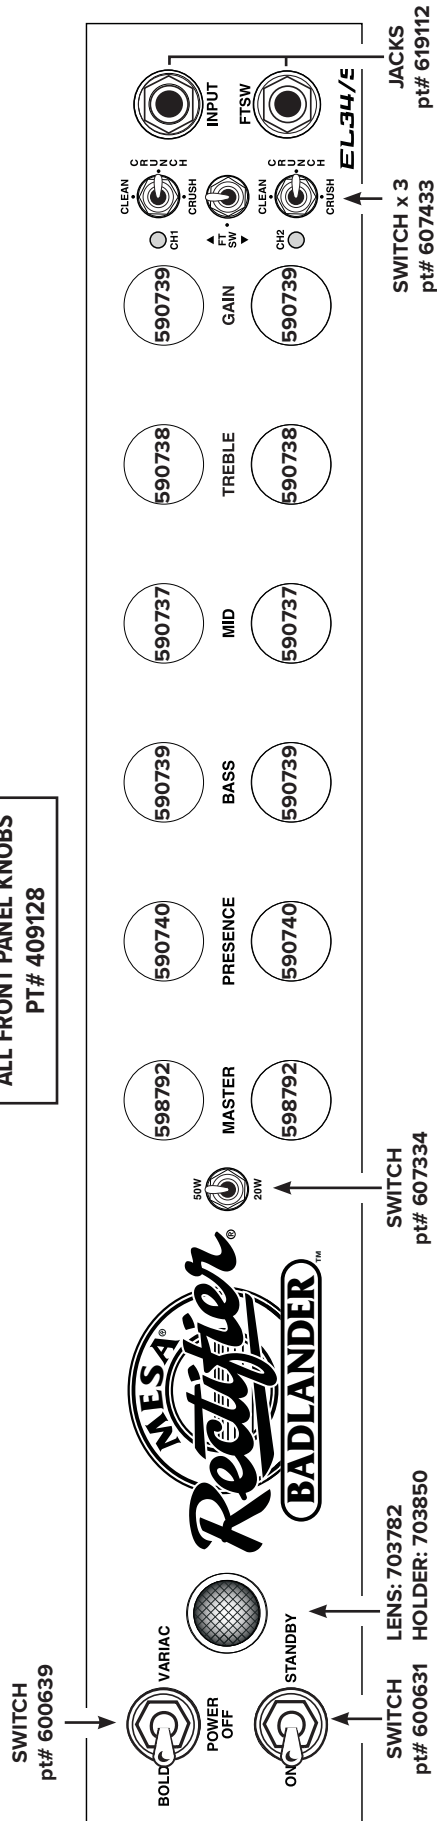 ALL FRONT PANEL KNOBS
PT# 409128
SWITCH
pt# 600639
BOLD
VARIAC
POWER
OFF
ON
STANDBY
SWITCH
pt# 600631
LENS: 703782
HOLDER: 703850
MESA®
Rectifier®
BADLANDER™
50W
20W
SWITCH
pt# 607334
598792
MASTER
598792
590740
PRESENCE
590740
590739
BASS
590739
590737
MID
590737
590738
TREBLE
590738
590739
GAIN
590739
CH1
CLEAN
CRUNCH
CRUSH
FT
SW
CH2
CLEAN
CRUNCH
CRUSH
SWITCH x 3
pt# 607433
INPUT
FTSW
EL34/
JACKS
pt# 619112